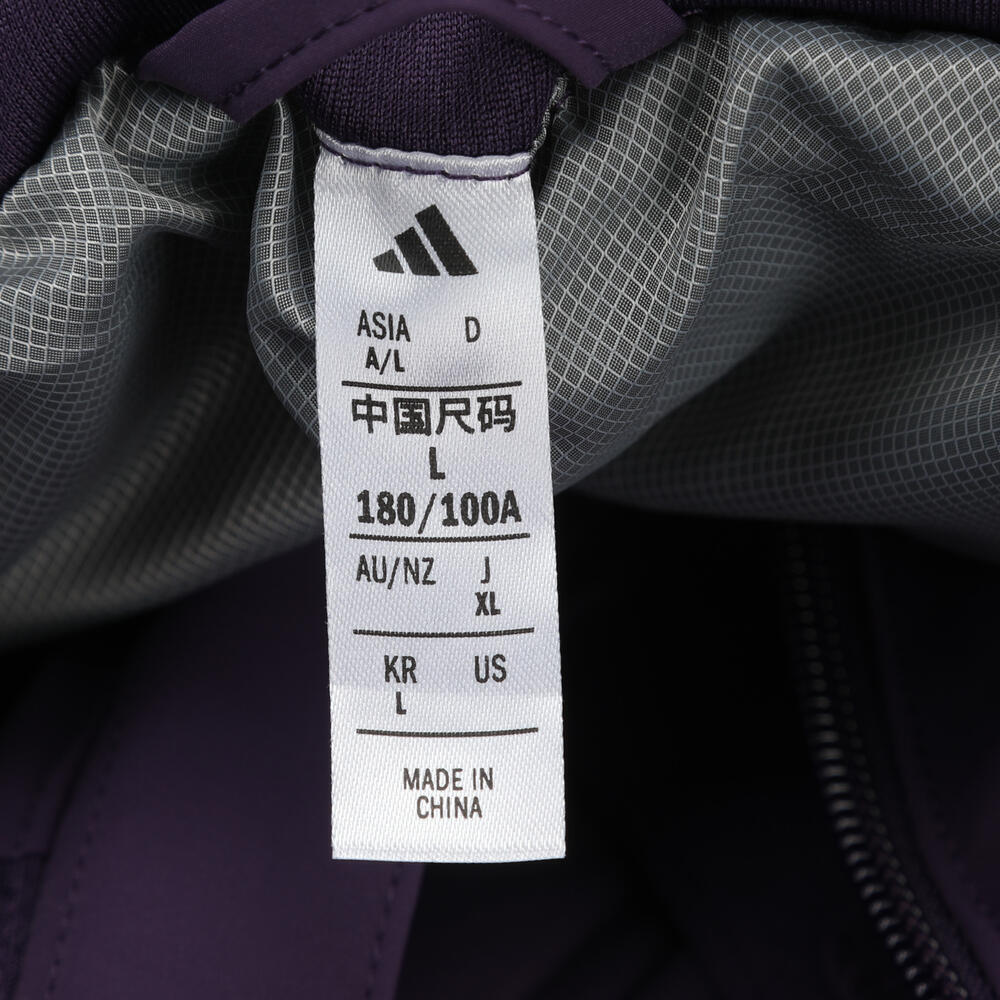 ASIA D
A/L
中国尺码
L
180/100A
AU/NZ J
XL
KR US
L
MADE IN
CHINA